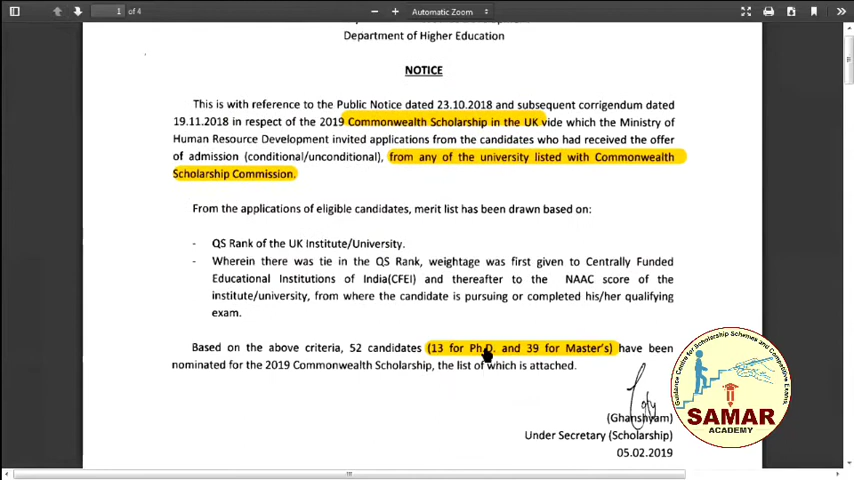 1
of 4
Automatic Zoom
Department of Higher Education
NOTICE
This is with reference to the Public Notice dated 23.10.2018 and subsequent corrigendum dated
19.11.2018 in respect of the 2019 Commonwealth Scholarship in the UK vide which the Ministry of
Human Resource Development invited applications from the candidates who had received the offer
of admission (conditional/unconditional), from any of the university listed with Commonwealth
Scholarship Commission.
From the applications of eligible candidates, merit list has been drawn based on:
- QS Rank of the UK Institute/University.
- Wherein there was tie in the QS Rank, weightage was first given to Centrally Funded
Educational Institutions of India(CFEI) and thereafter to the NAAC score of the
institute/university, from where the candidate is pursuing or completed his/her qualifying
exam.
Based on the above criteria, 52 candidates (13 for Ph.D. and 39 for Master's) have been
nominated for the 2019 Commonwealth Scholarship, the list of which is attached.
(Ghanshyam)
Under Secretary (Scholarship)
05.02.2019
Guidance Centre for Scholarship Schemes and Competitive Exams
SAMAR
ACADEMY